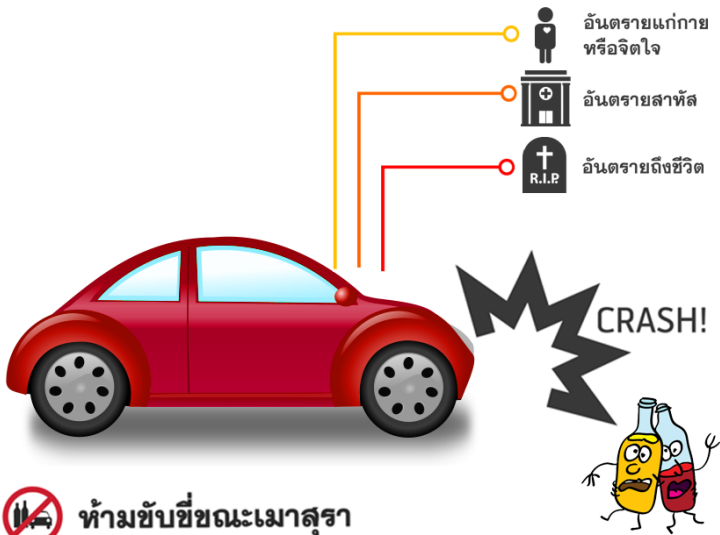 อันตรายแก่กาย
หรือจิตใจ
อันตรายสาหัส
R.I.P.
อันตรายถึงชีวิต
CRASH!
ห้ามขับขี่ขณะเมาสุรา